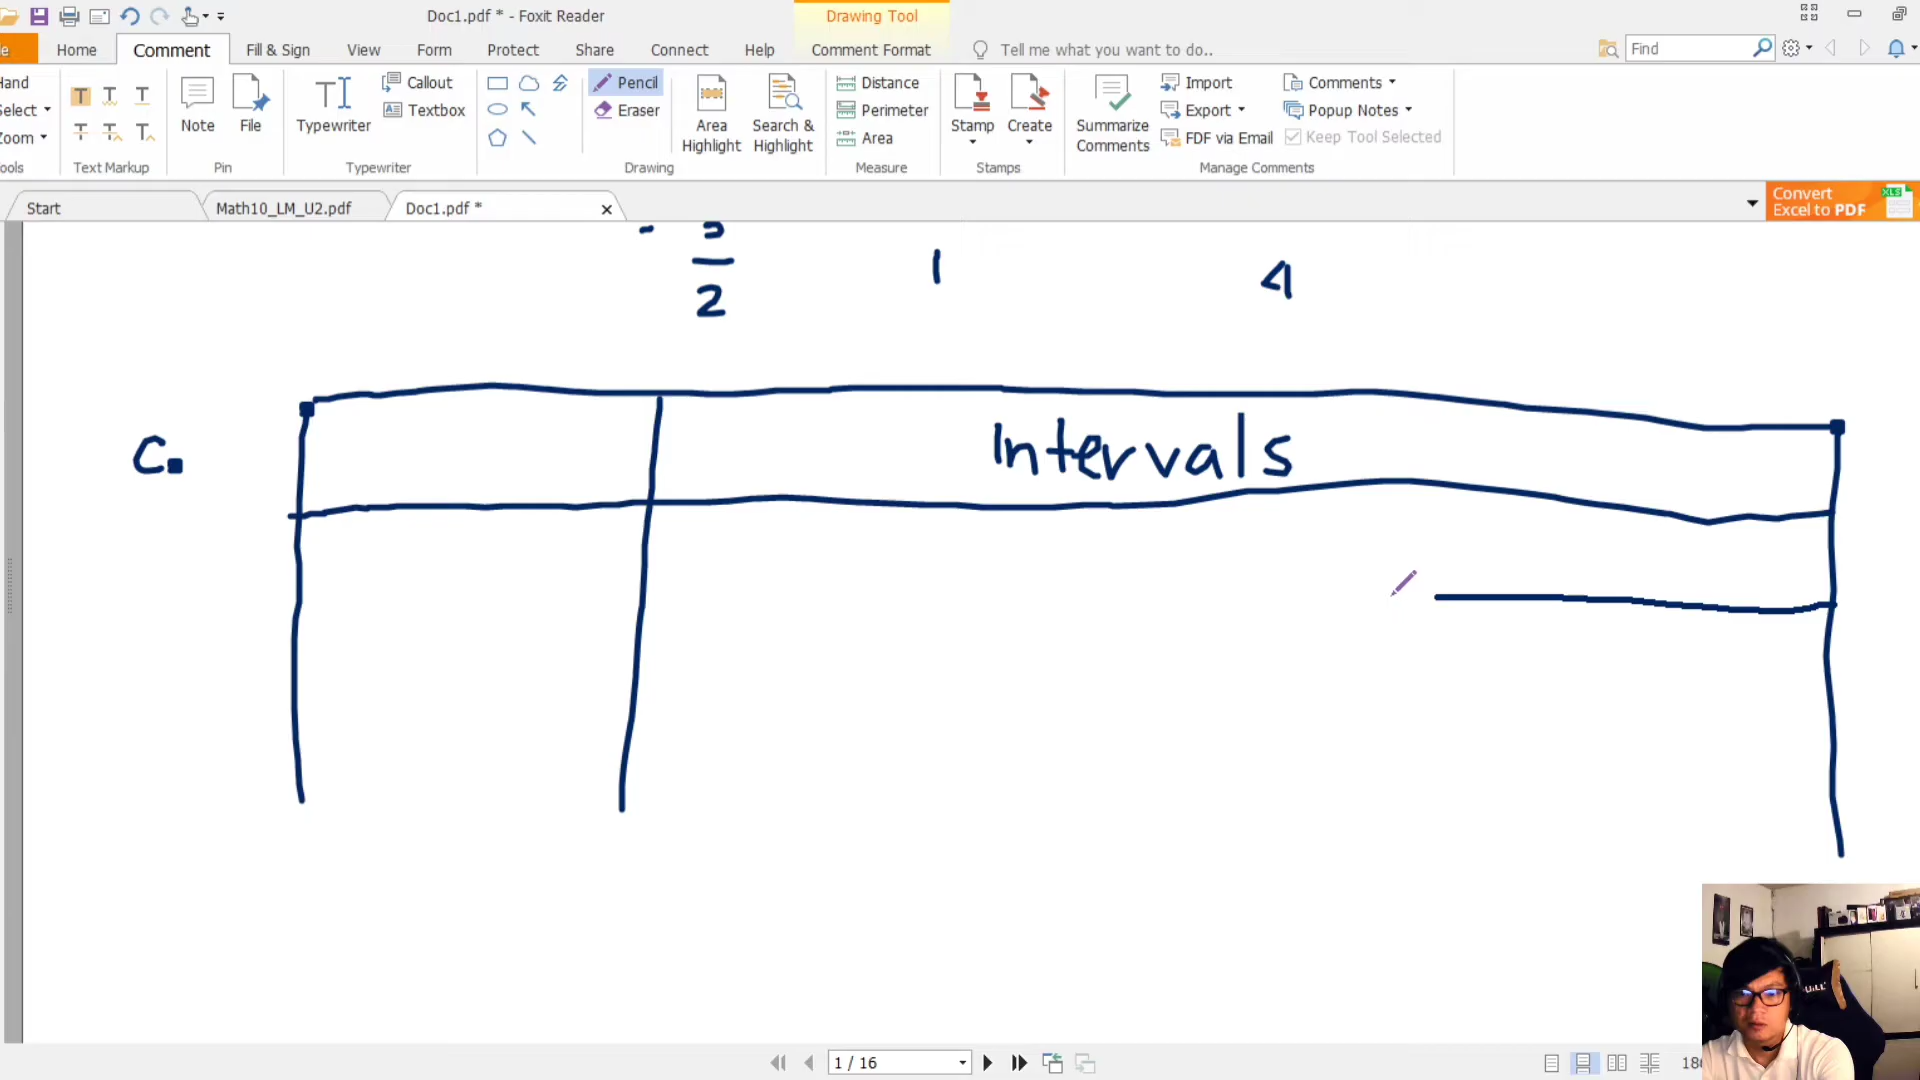 Doc1.pdf * - Foxit Reader
Drawing Tool
Home Comment Fill & Sign View Form Protect Share Connect Help Comment Format Tell me what you want to do.. Find
Hand
Select
Zoom
Text Markup
Note
File
Pin
Typewriter
Callout
Textbox
Typewriter
Pencil
Eraser
Area Highlight
Search & Highlight
Drawing
Distance
Perimeter
Area
Measure
Stamp
Create
Stamps
Summarize Comments
Import
Export
FDF via Email
Comments
Popup Notes
Keep Tool Selected
Manage Comments
Start Math10_LM_U2.pdf Doc1.pdf *
XLS
Convert
Excel to PDF
-
2
1
4
C.
Intervals
1 / 16